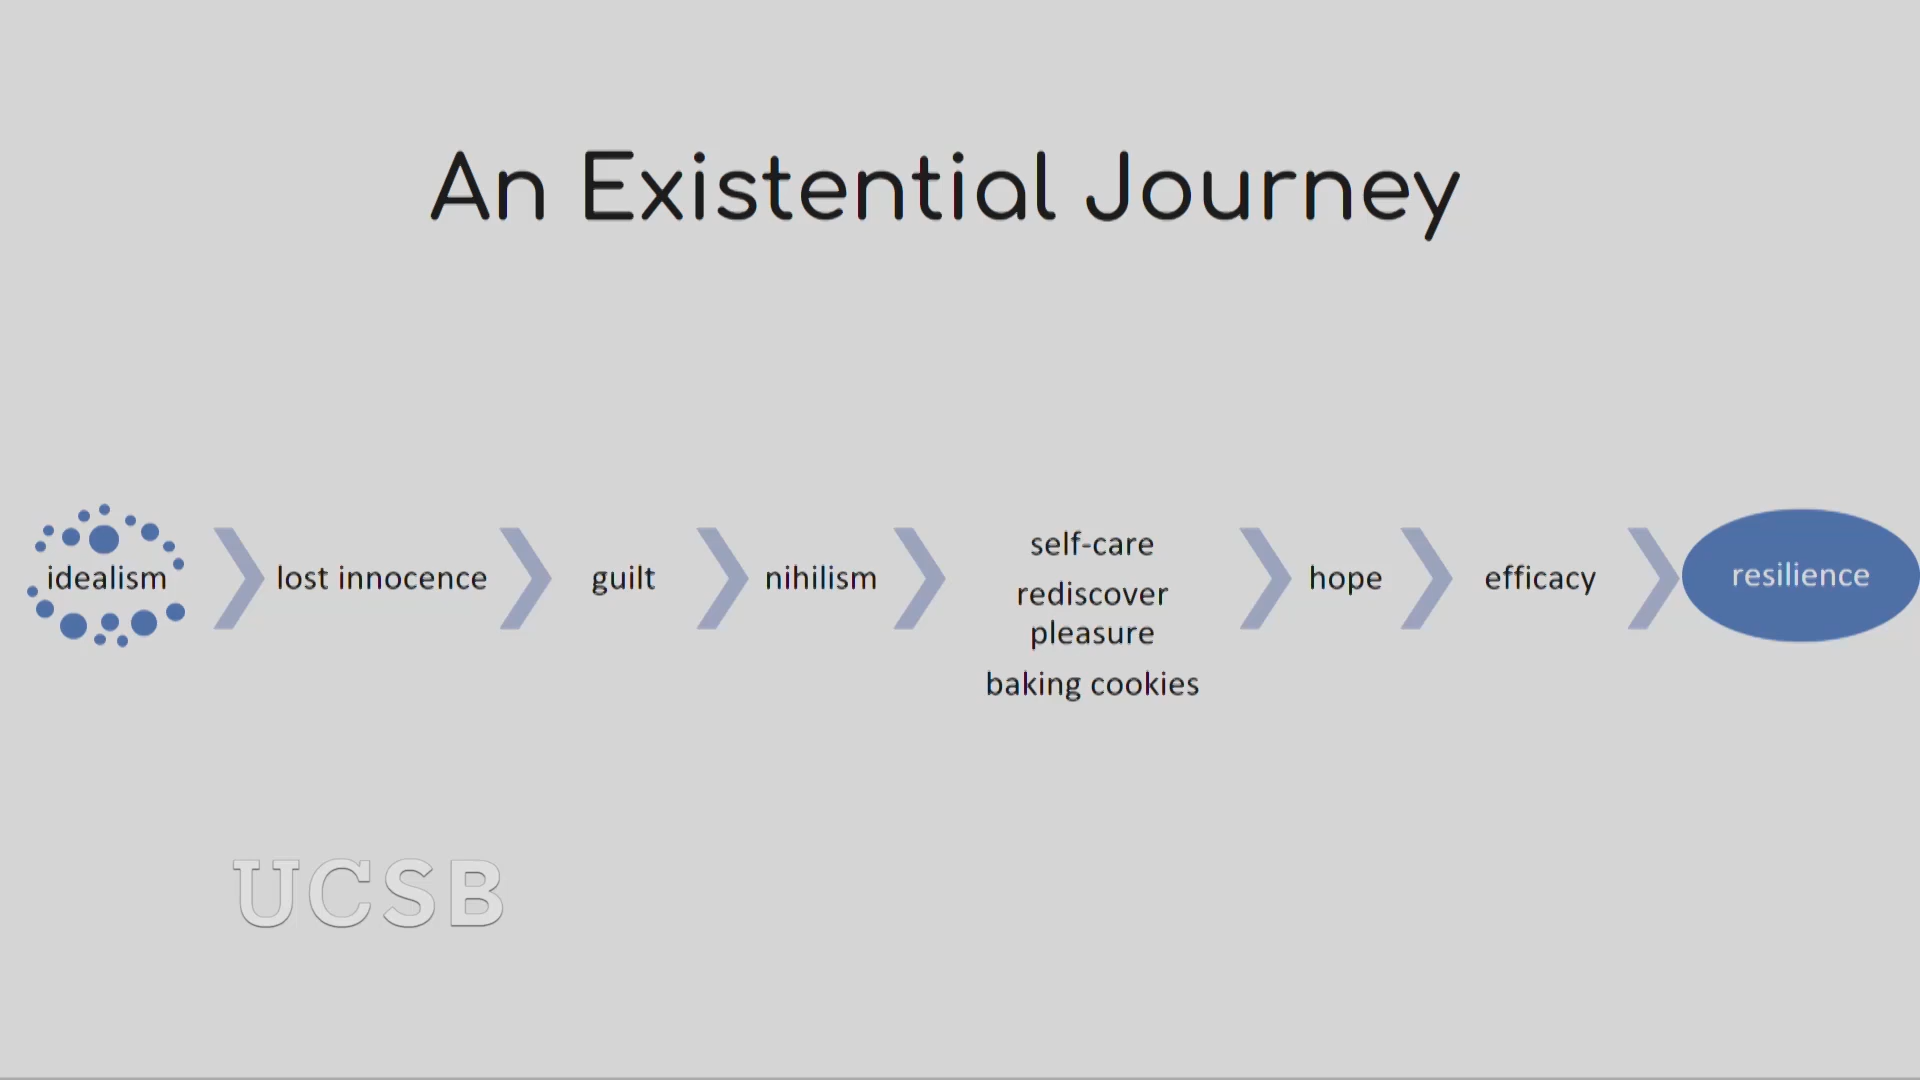 An Existential Journey
idealism
lost innocence
guilt
nihilism
self-care
rediscover
pleasure
baking cookies
hope
efficacy
resilience
UCSB